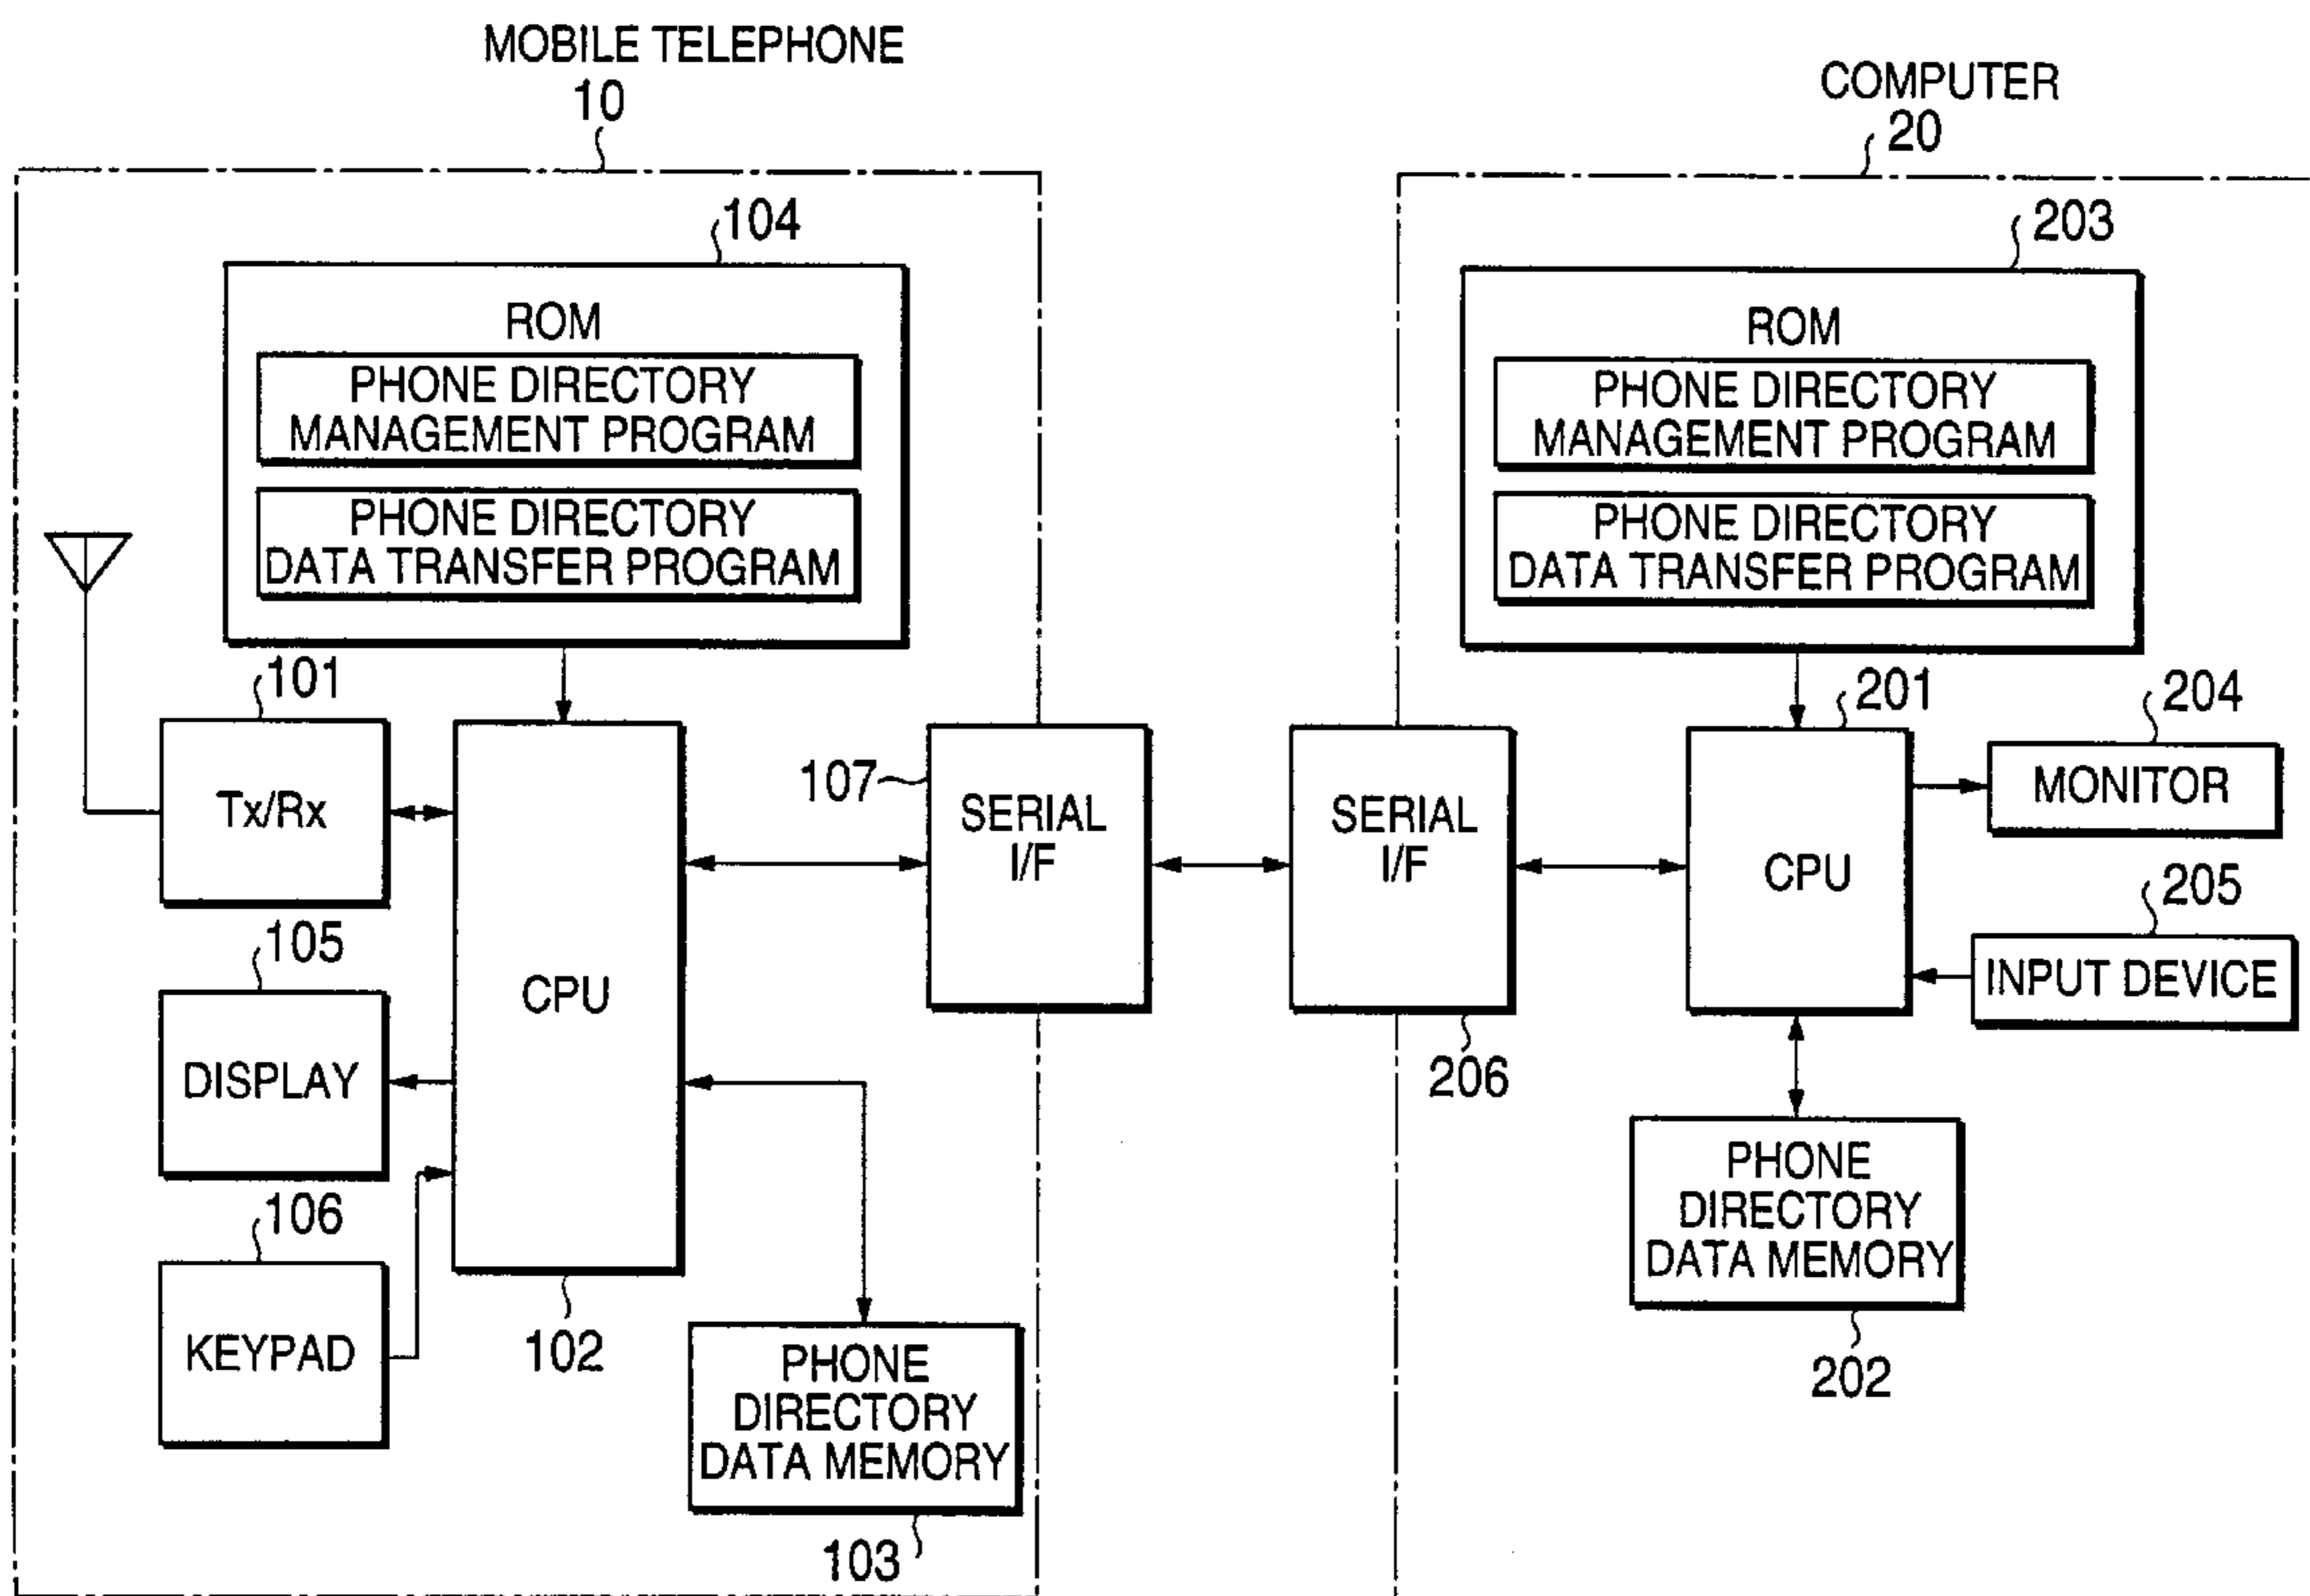 MOBILE TELEPHONE
10
104
ROM
PHONE DIRECTORY
MANAGEMENT PROGRAM
PHONE DIRECTORY
DATA TRANSFER PROGRAM
101
Tx/Rx
105
DISPLAY
106
KEYPAD
CPU
102
107
SERIAL
I/F
PHONE
DIRECTORY
DATA MEMORY
103
COMPUTER
20
203
ROM
PHONE DIRECTORY
MANAGEMENT PROGRAM
PHONE DIRECTORY
DATA TRANSFER PROGRAM
SERIAL
I/F
206
201
CPU
204
MONITOR
205
INPUT DEVICE
PHONE
DIRECTORY
DATA MEMORY
202